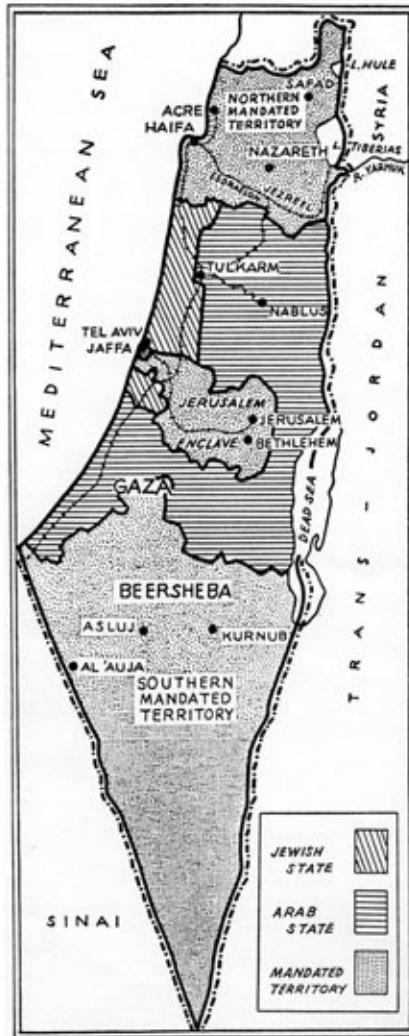 MEDITERRANEAN SEA
SAFAD
L. HULE
SYRIA
ACRE
HAIFA
NORTHERN
MANDATED
TERRITORY
NAZARETH
L.
TIBERIAS
R. YARMUK
ESDRAELON
JEZREEL
TULKARM
NABLUS
TEL AVIV
JAFFA
JERUSALEM
ENCLAVE
JERUSALEM
BETHLEHEM
TRANS - JORDAN
DEAD SEA
GAZA
BEERSHEBA
ASLUJ
KURNUB
AL 'AUJA
SOUTHERN
MANDATED
TERRITORY
SINAI
JEWISH
STATE
ARAB
STATE
MANDATED
TERRITORY